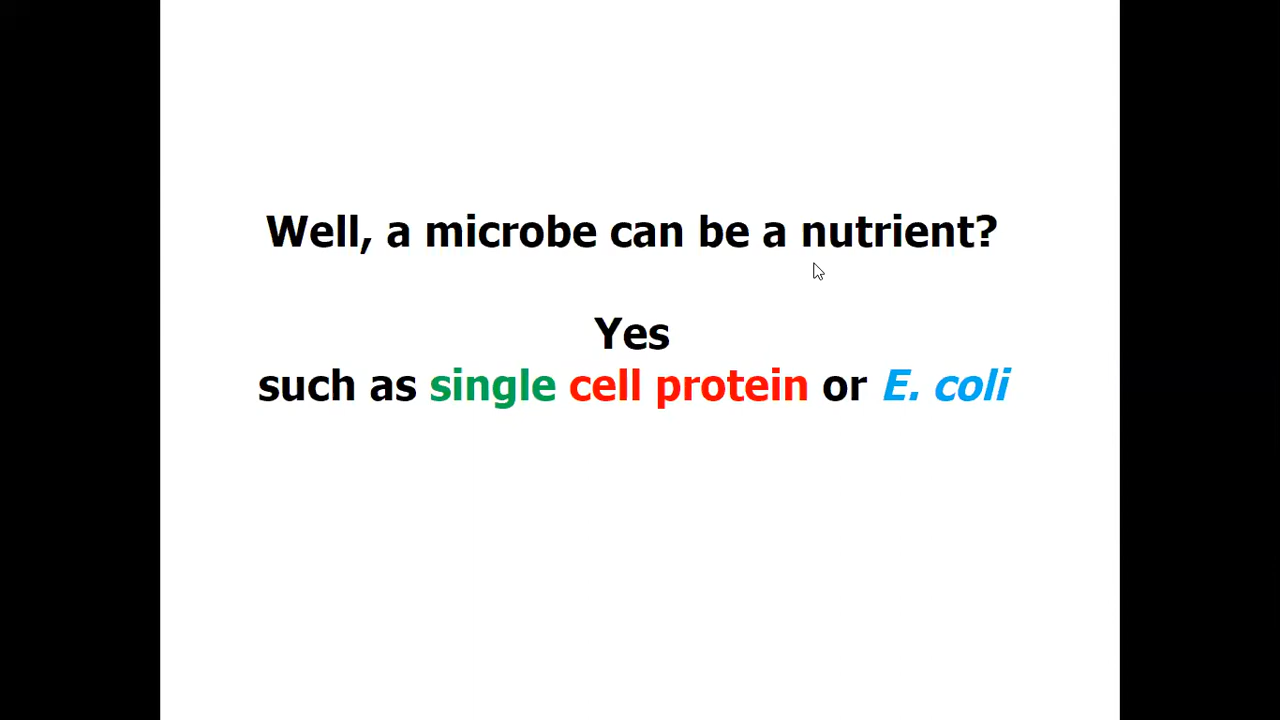 Well, a microbe can be a nutrient?
Yes
such as single cell protein or E. coli